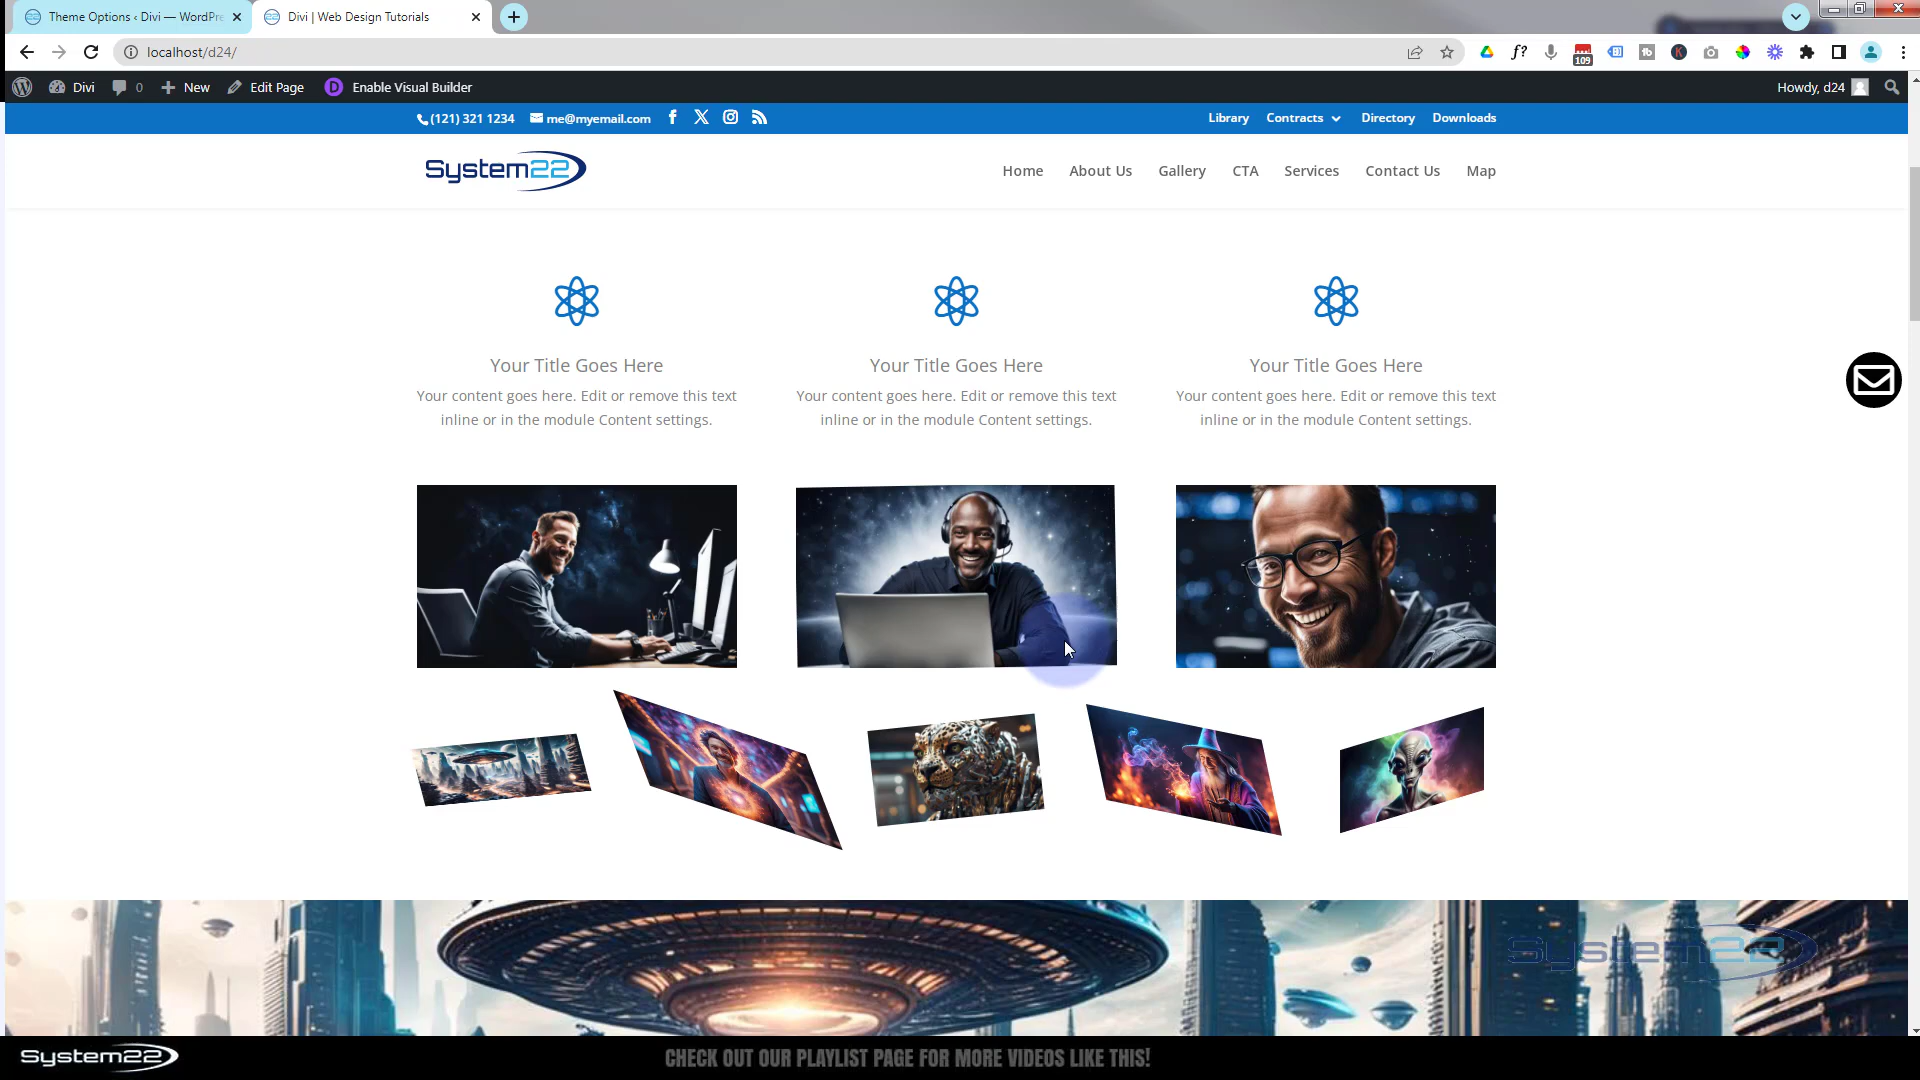 Theme Options ‹ Divi — WordPre
Divi | Web Design Tutorials
localhost/d24/
109
Divi
0
New
Edit Page
Enable Visual Builder
Howdy, d24
(121) 321 1234
me@myemail.com
Library
Contracts
Directory
Downloads
System22
Home
About Us
Gallery
CTA
Services
Contact Us
Map
Your Title Goes Here
Your content goes here. Edit or remove this text
inline or in the module Content settings.
Your Title Goes Here
Your content goes here. Edit or remove this text
inline or in the module Content settings.
Your Title Goes Here
Your content goes here. Edit or remove this text
inline or in the module Content settings.
System22
System22
CHECK OUT OUR PLAYLIST PAGE FOR MORE VIDEOS LIKE THIS!